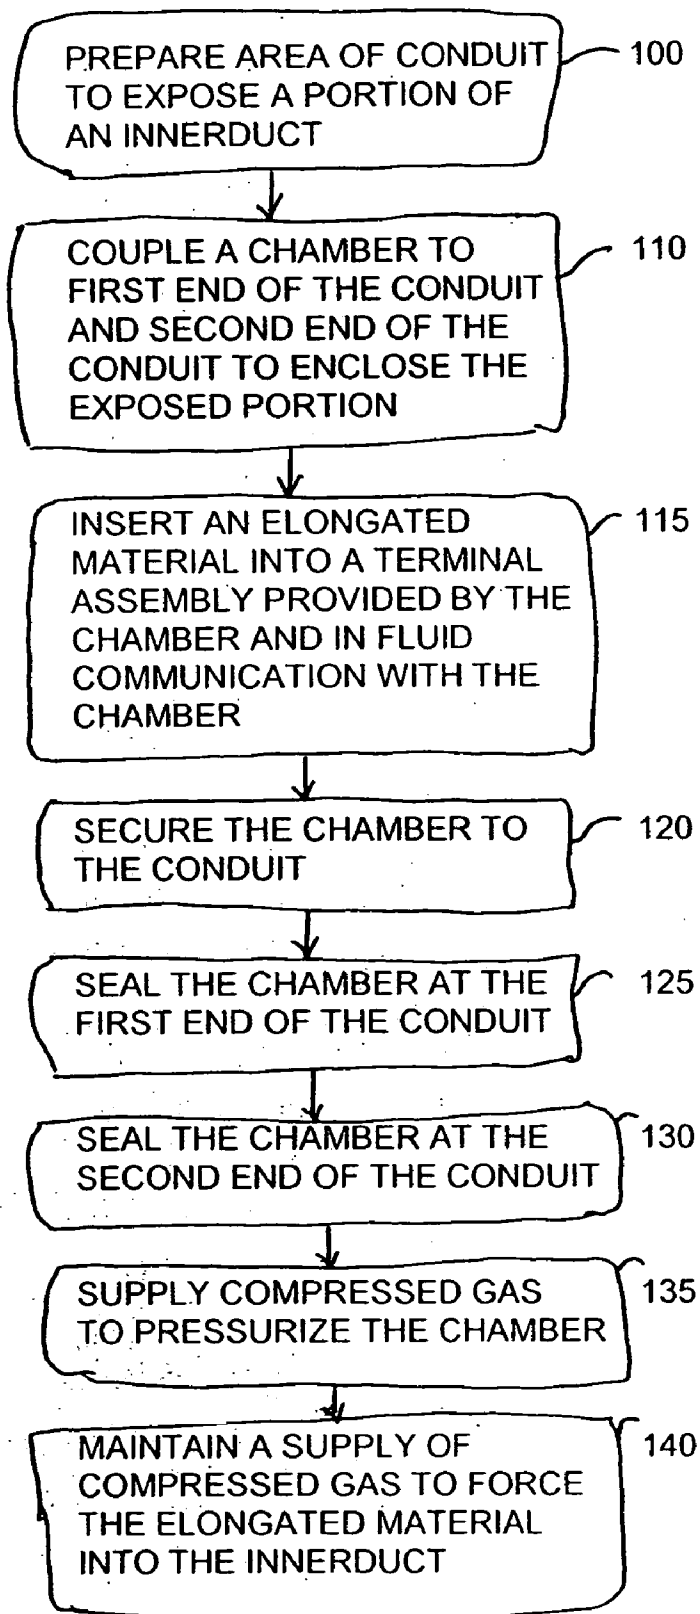 PREPARE AREA OF CONDUIT 100
TO EXPOSE A PORTION OF
AN INNERDUCT
COUPLE A CHAMBER TO 110
FIRST END OF THE CONDUIT
AND SECOND END OF THE
CONDUIT TO ENCLOSE THE
EXPOSED PORTION
INSERT AN ELONGATED 115
MATERIAL INTO A TERMINAL
ASSEMBLY PROVIDED BY THE
CHAMBER AND IN FLUID
COMMUNICATION WITH THE
CHAMBER
SECURE THE CHAMBER TO 120
THE CONDUIT
SEAL THE CHAMBER AT THE 125
FIRST END OF THE CONDUIT
SEAL THE CHAMBER AT THE 130
SECOND END OF THE CONDUIT
SUPPLY COMPRESSED GAS 135
TO PRESSURIZE THE CHAMBER
MAINTAIN A SUPPLY OF 140
COMPRESSED GAS TO FORCE
THE ELONGATED MATERIAL
INTO THE INNERDUCT